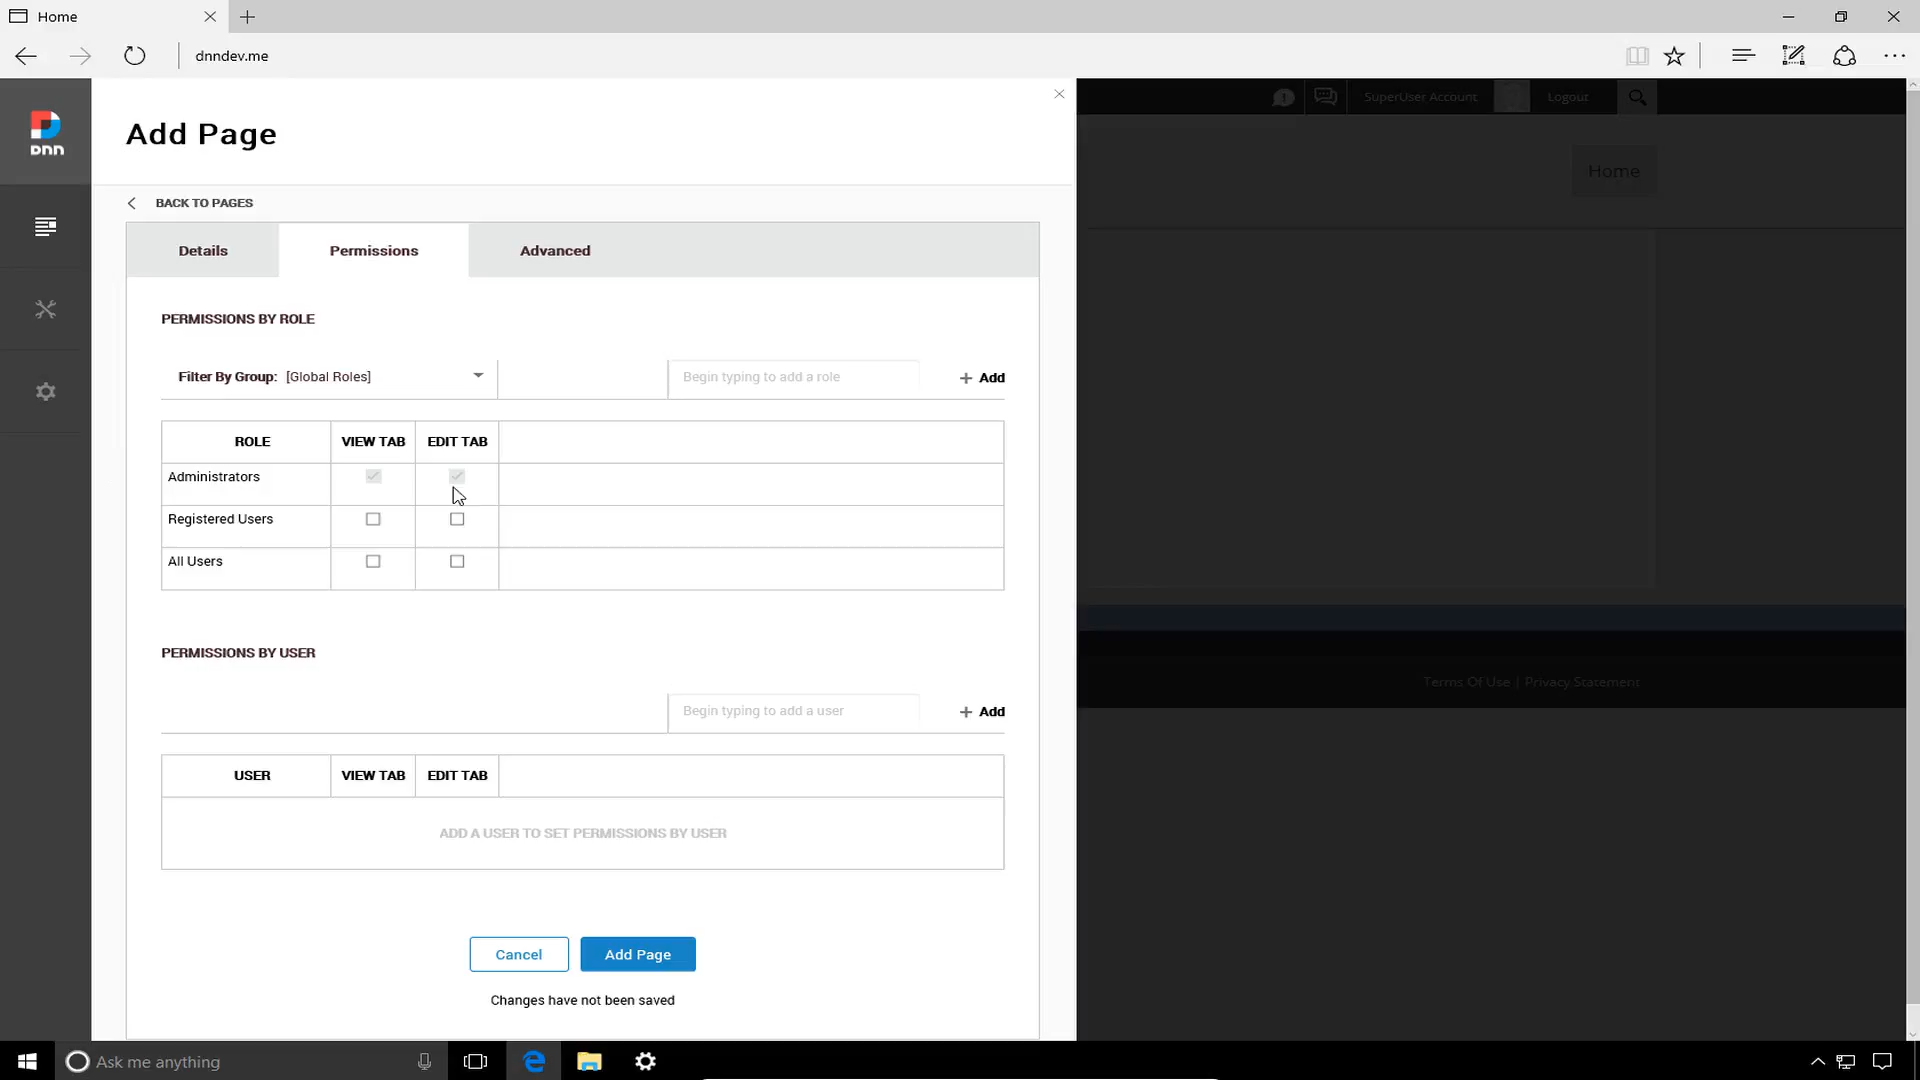 Home
dnndev.me
DNN
Add Page
BACK TO PAGES
Details
Permissions
Advanced
PERMISSIONS BY ROLE
Filter By Group: [Global Roles]
Begin typing to add a role
+ Add
ROLE
VIEW TAB
EDIT TAB
Administrators
Registered Users
All Users
PERMISSIONS BY USER
Begin typing to add a user
+ Add
USER
VIEW TAB
EDIT TAB
ADD A USER TO SET PERMISSIONS BY USER
Cancel
Add Page
Changes have not been saved
1
SuperUser Account
Logout
Home
Terms Of Use | Privacy Statement
Ask me anything